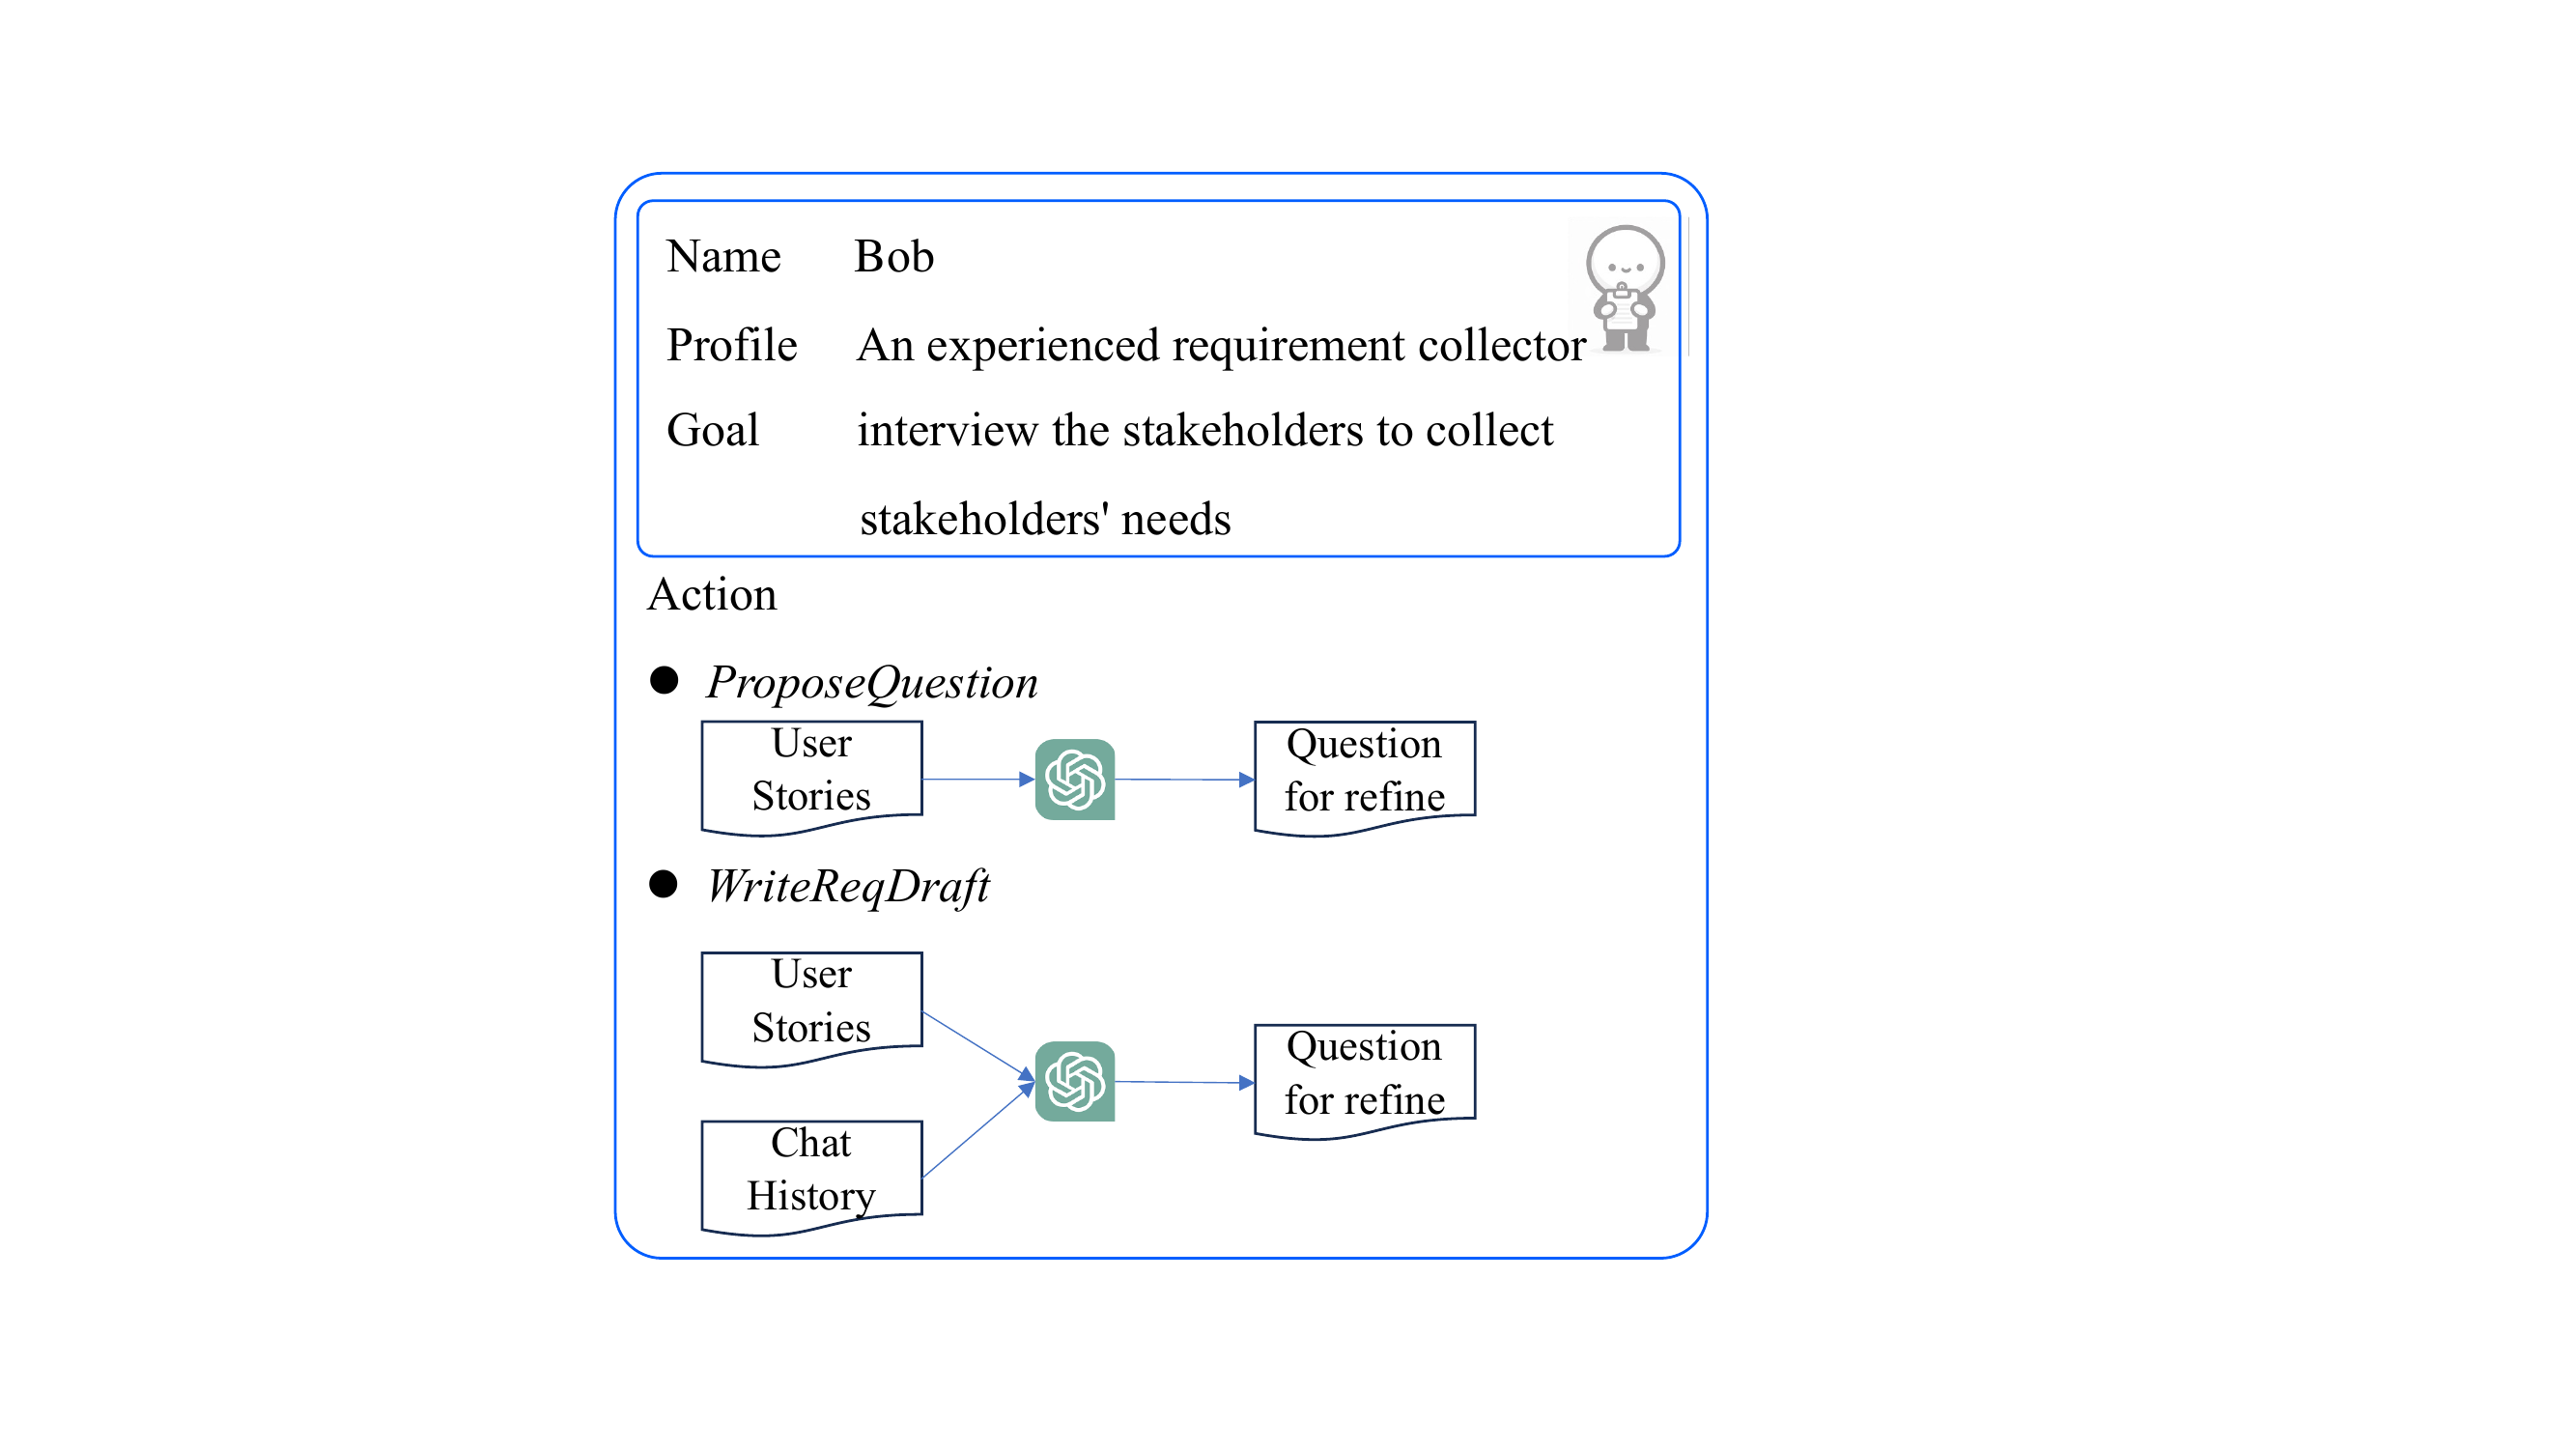 Name Bob
Profile An experienced requirement collector
Goal interview the stakeholders to collect
stakeholders' needs
Action
ProposeQuestion
User
Stories
Question
for refine
WriteReqDraft
User
Stories
Chat
History
Question
for refine